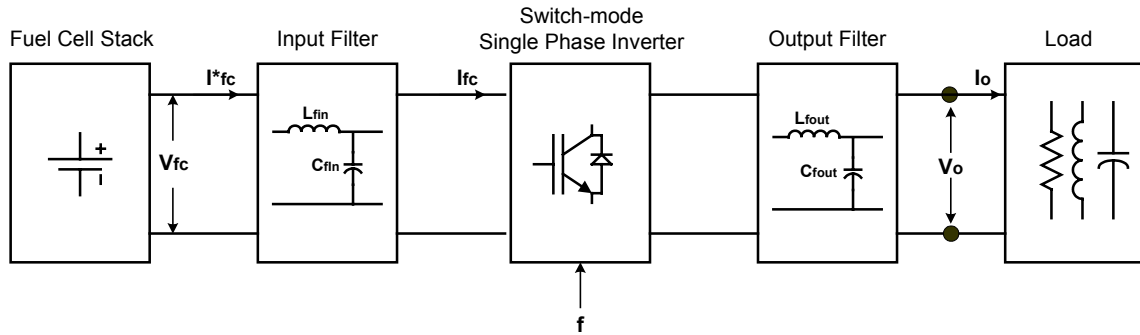 Switch-mode
Fuel Cell Stack Input Filter Single Phase Inverter Output Filter Load
I*fc Ifc Io
Lfin
Lfout
+
Vfc Cfin Cfout Vo
f